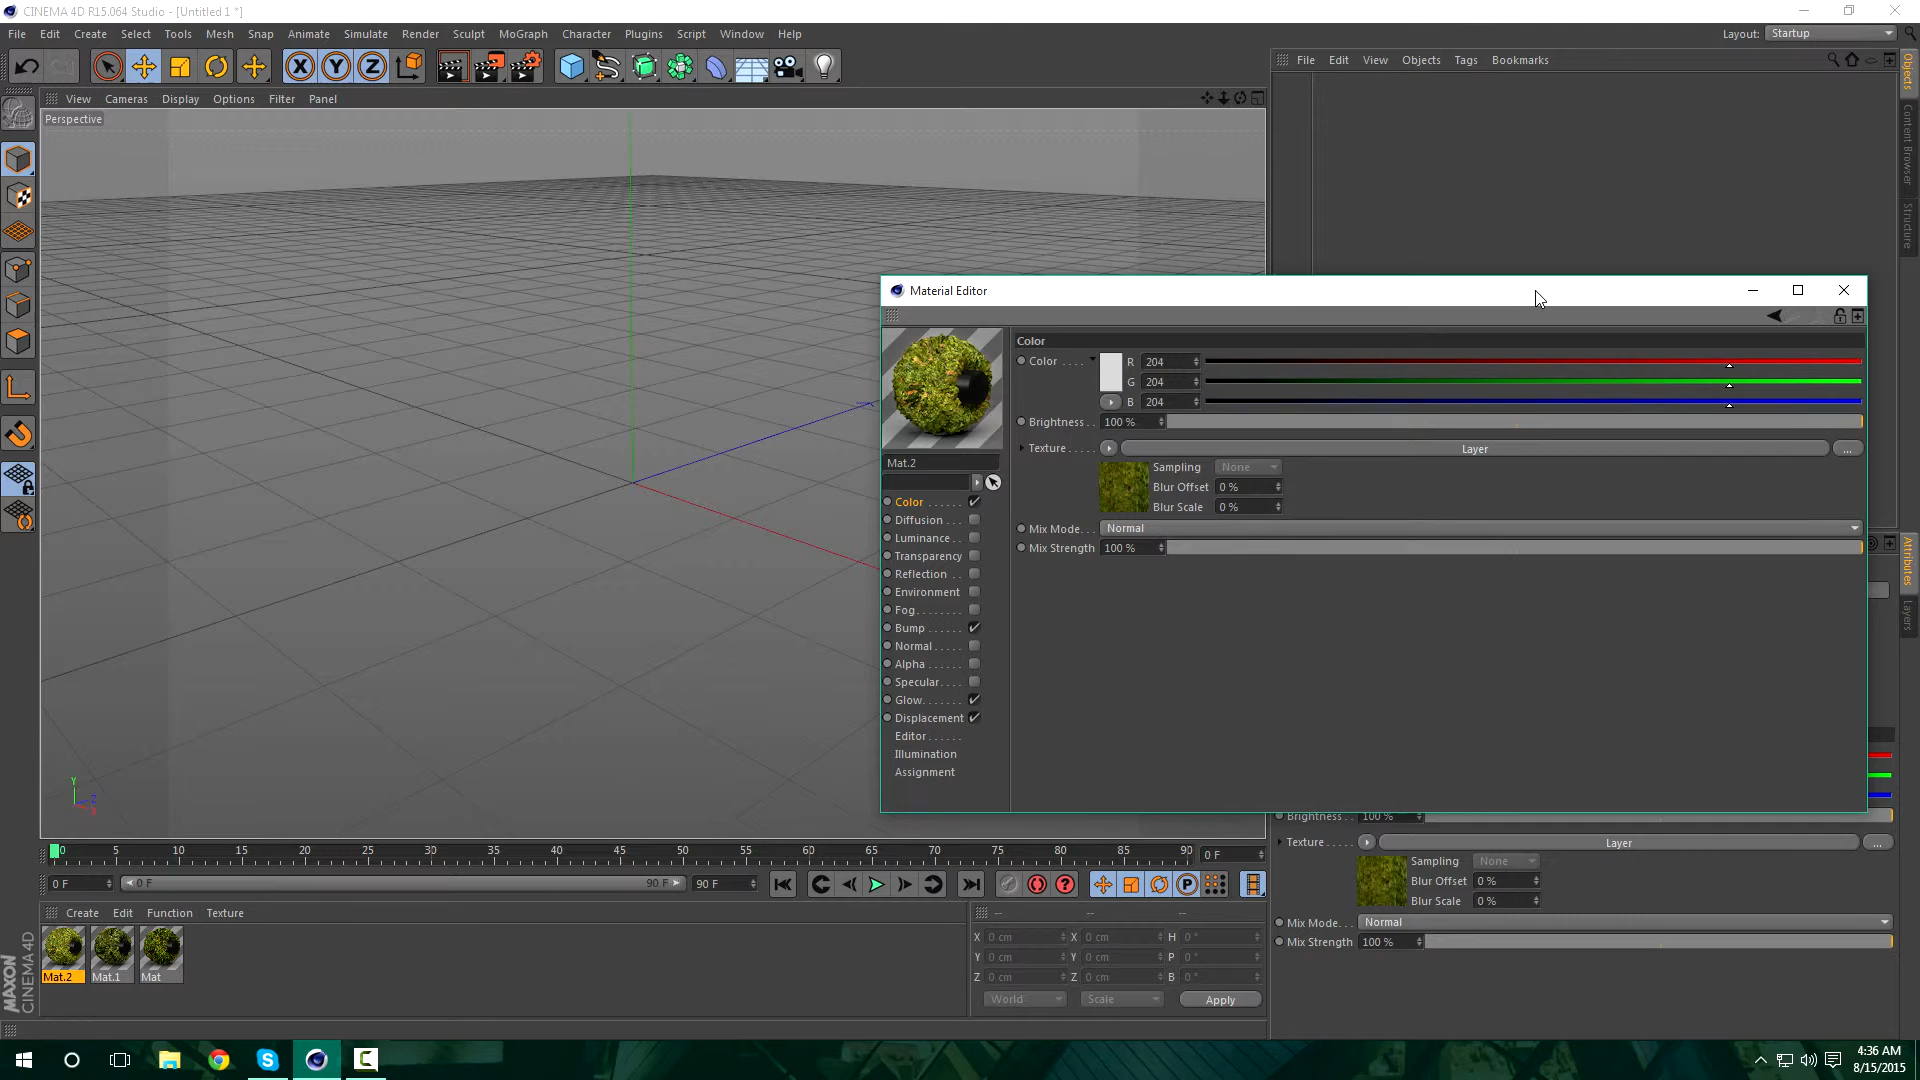 CINEMA 4D R15.064 Studio - [Untitled 1 *]
File Edit Create Select Tools Mesh Snap Animate Simulate Render Sculpt MoGraph Character Plugins Script Window Help
Layout: Startup
File Edit View Objects Tags Bookmarks
View Cameras Display Options Filter Panel
Perspective
Objects
Content Browser
Structure
Attributes
Layers
Material Editor
Color
Color . . . . R 204
G 204
B 204
Brightness . . 100 %
Texture . . . . . Layer ...
Sampling None
Blur Offset 0 %
Blur Scale 0 %
Mix Mode. . . Normal
Mix Strength 100 %
Mat.2
Color . . . . . .
Diffusion . . .
Luminance . .
Transparency
Reflection . .
Environment
Fog. . . . . . . .
Bump . . . . . .
Normal . . . . .
Alpha . . . . . .
Specular. . . .
Glow. . . . . . .
Displacement
Editor . . . . . .
Illumination
Assignment
Brightness . . 100 %
Texture . . . . . Layer ...
Sampling None
Blur Offset 0 %
Blur Scale 0 %
Mix Mode. . . Normal
Mix Strength 100 %
Y
Z
X
0 5 10 15 20 25 30 35 40 45 50 55 60 65 70 75 80 85 90 0 F
0 F 0 F 90 F 90 F
Create Edit Function Texture
Mat.2 Mat.1 Mat
-- -- --
X 0 cm X 0 cm H 0 °
Y 0 cm Y 0 cm P 0 °
Z 0 cm Z 0 cm B 0 °
World Scale Apply
MAXON
CINEMA 4D
4:36 AM
8/15/2015